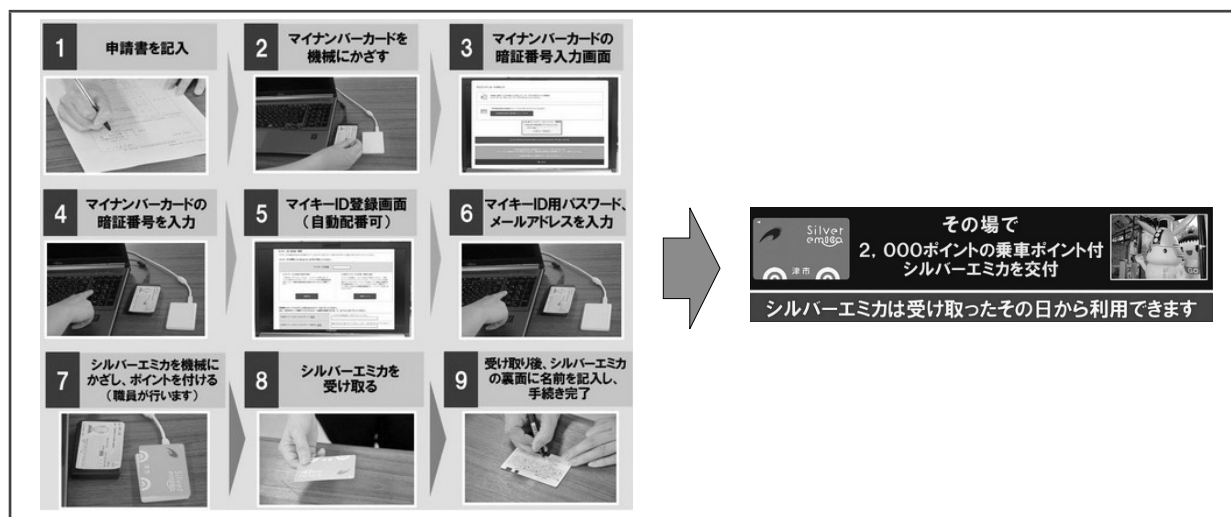 1
申請書を記入
2
マイナンバーカードを
機械にかざす
3
マイナンバーカードの
暗証番号入力画面
4
マイナンバーカードの
暗証番号を入力
5
マイキーID登録画面
(自動配番可)
6
マイキーID用パスワード、
メールアドレスを入力
7
シルバーエミカを機械に
かざし、ポイントを付ける
(職員が行います)
8
シルバーエミカを
受け取る
9
受け取り後、シルバーエミカ
の裏面に名前を記入し、
手続き完了
Silver
emica
津市
その場で
2,000ポイントの乗車ポイント付
シルバーエミカを交付
シルバーエミカは受け取ったその日から利用できます